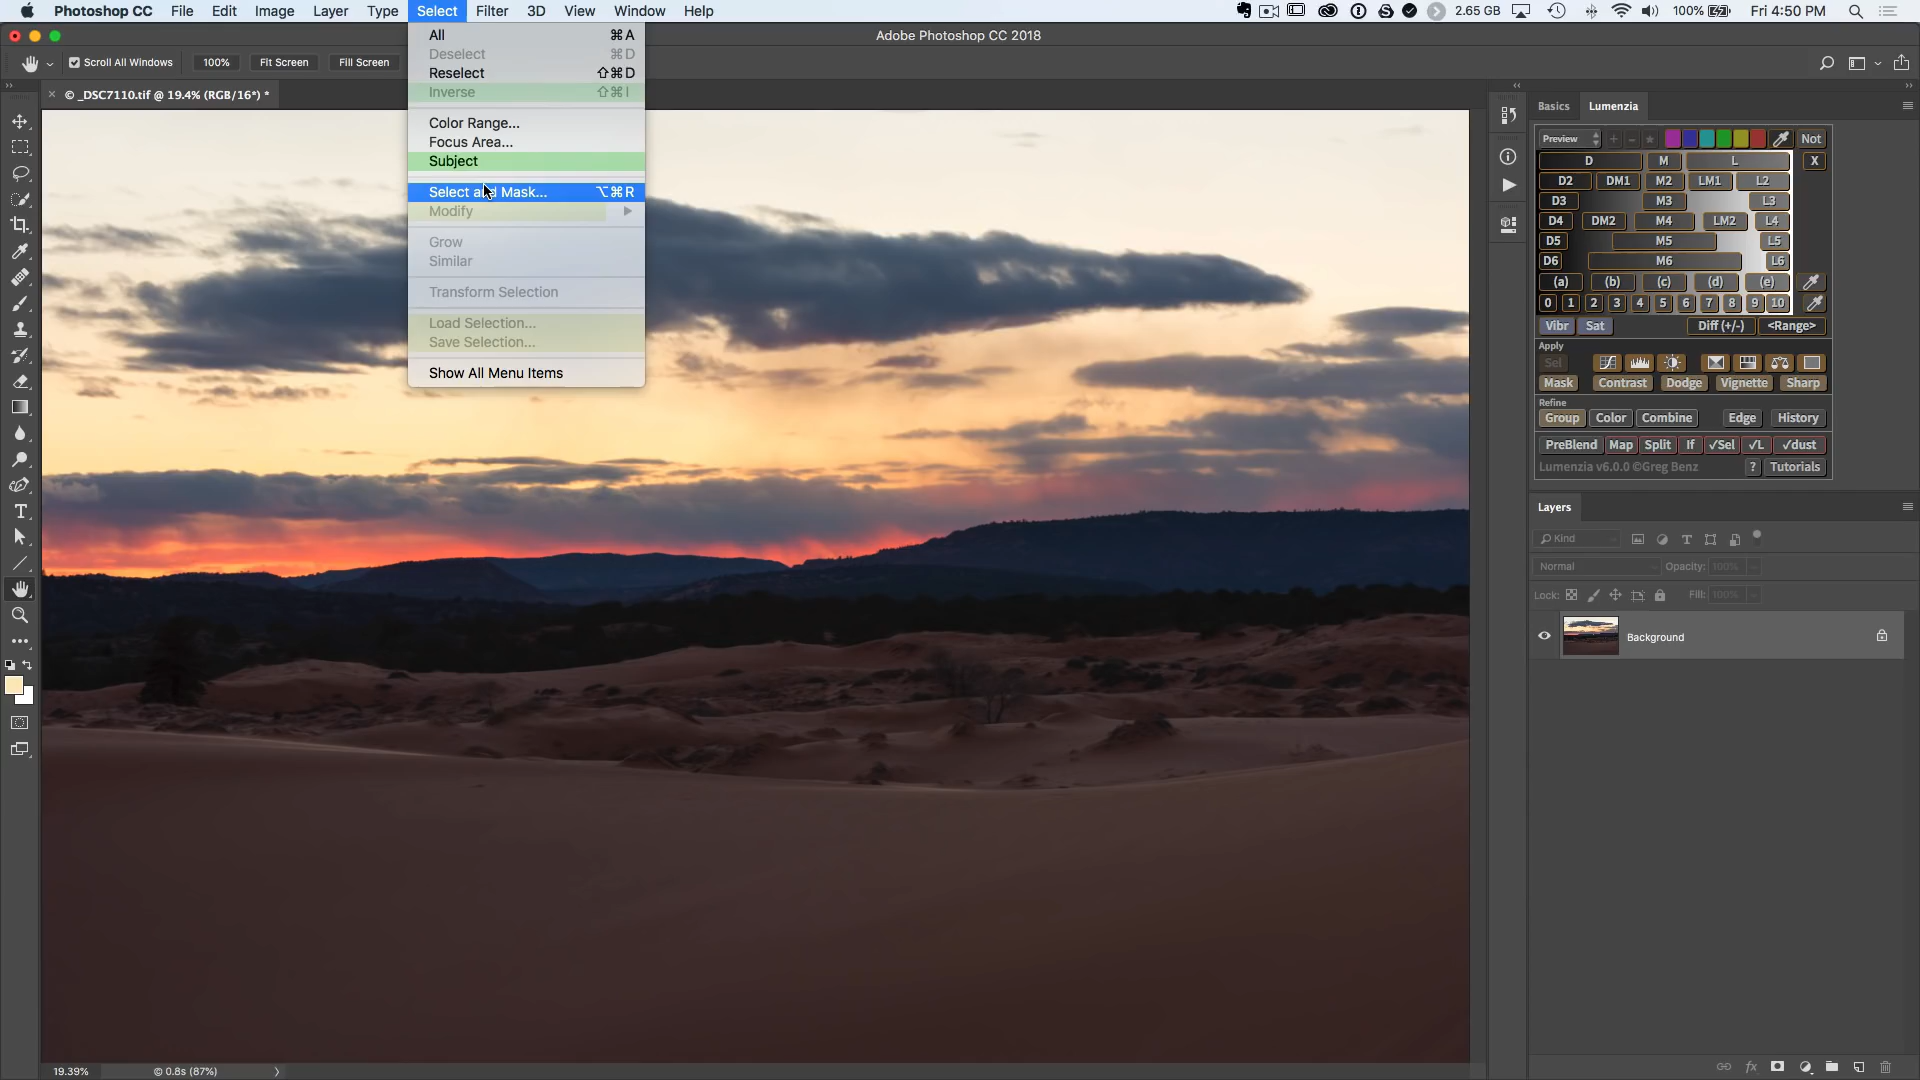 Photoshop CC File Edit Image Layer Type Select Filter 3D View Window Help 2.65 GB 100% Fri 4:50 PM
Adobe Photoshop CC 2018
Scroll All Windows 100% Fit Screen Fill Screen
× © _DSC7110.tif @ 19.4% (RGB/16*) *
All ⌘A
Deselect ⌘D
Reselect ⇧⌘D
Inverse ⇧⌘I
Color Range...
Focus Area...
Subject
Select and Mask... ⌥⌘R
Modify
Grow
Similar
Transform Selection
Load Selection...
Save Selection...
Show All Menu Items
Basics Lumenzia
Preview + − Not
D M L X
D2 DM1 M2 LM1 L2
D3 M3 L3
D4 DM2 M4 LM2 L4
D5 M5 L5
D6 M6 L6
(a) (b) (c) (d) (e)
0 1 2 3 4 5 6 7 8 9 10
Vibr Sat Diff (+/-) <Range>
Apply
Sel
Mask Contrast Dodge Vignette Sharp
Refine
Group Color Combine Edge History
PreBlend Map Split If √Sel √L √dust
Lumenzia v6.0.0 ©Greg Benz ? Tutorials
Layers
Kind
Normal Opacity: 100%
Lock: Fill: 100%
Background
fx
19.39% © 0.8s (87%)